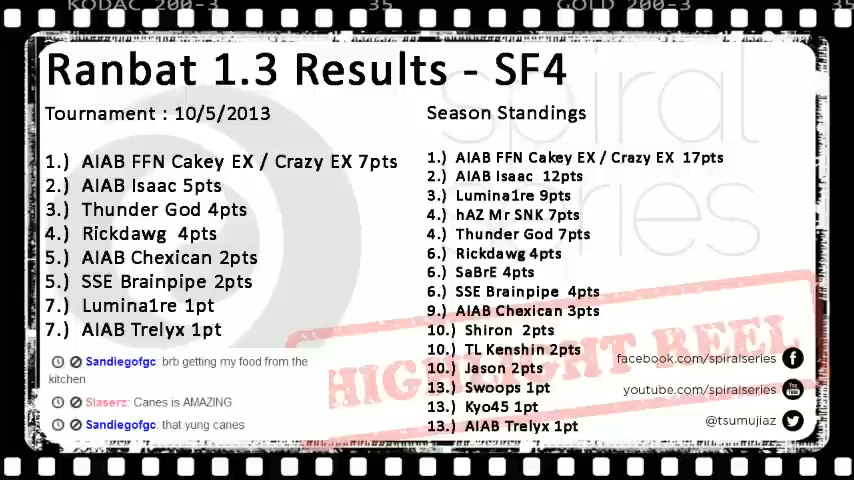 KODAC 200-3 35 GOLD 200-3 35
Ranbat 1.3 Results - SF4
Tournament : 10/5/2013
1.) AIAB FFN Cakey EX / Crazy EX 7pts
2.) AIAB Isaac 5pts
3.) Thunder God 4pts
4.) Rickdawg 4pts
5.) AIAB Chexican 2pts
5.) SSE Brainpipe 2pts
7.) Lumina1re 1pt
7.) AIAB Trelyx 1pt
Season Standings
1.) AIAB FFN Cakey EX / Crazy EX 17pts
2.) AIAB Isaac 12pts
3.) Lumina1re 9pts
4.) hAZ Mr SNK 7pts
4.) Thunder God 7pts
6.) Rickdawg 4pts
6.) SaBrE 4pts
6.) SSE Brainpipe 4pts
9.) AIAB Chexican 3pts
10.) Shiron 2pts
10.) TL Kenshin 2pts
10.) Jason 2pts
13.) Swoops 1pt
13.) Kyo45 1pt
13.) AIAB Trelyx 1pt
spiral
series
HIGHLIGHT REEL
Sandiegofgc: brb getting my food from the
kitchen
Slaserz: Canes is AMAZING
Sandiegofgc: that yung canes
facebook.com/spiralseries
youtube.com/spiralseries
@tsumujiaz